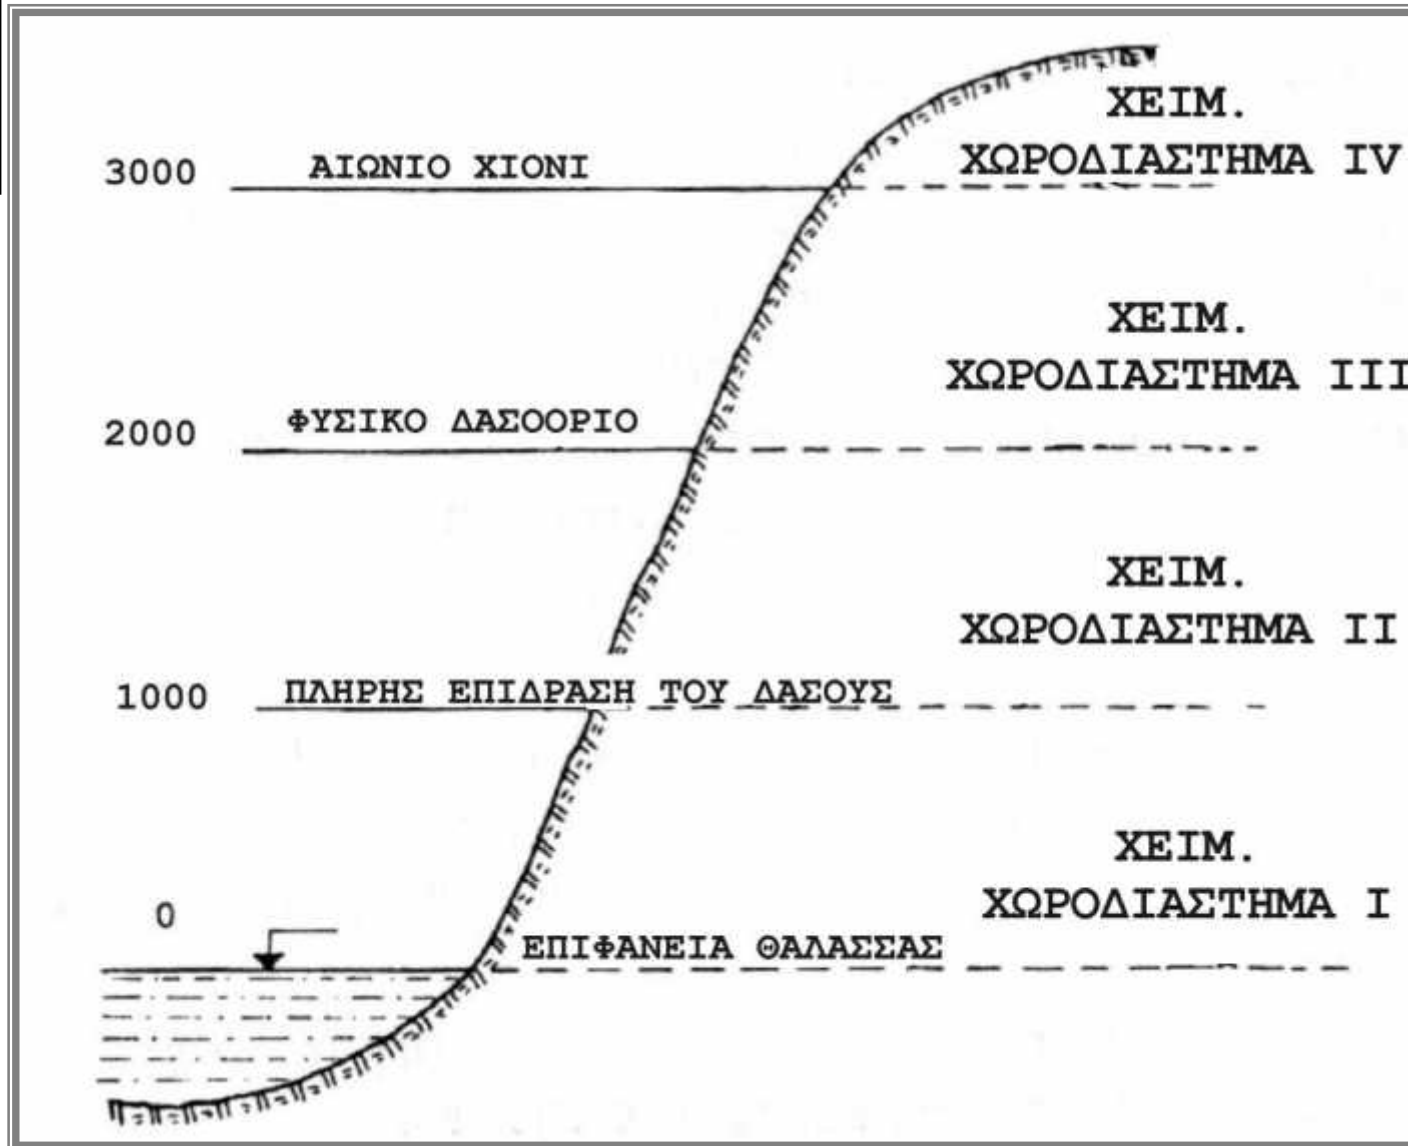 ΧΕΙΜ.
3000 ΑΙΩΝΙΟ ΧΙΟΝΙ ΧΩΡΟΔΙΑΣΤΗΜΑ IV
ΧΕΙΜ.
ΧΩΡΟΔΙΑΣΤΗΜΑ III
2000 ΦΥΣΙΚΟ ΔΑΣΟΟΡΙΟ
ΧΕΙΜ.
ΧΩΡΟΔΙΑΣΤΗΜΑ II
1000 ΠΛΗΡΗΣ ΕΠΙΔΡΑΣΗ ΤΟΥ ΔΑΣΟΥΣ
ΧΕΙΜ.
ΧΩΡΟΔΙΑΣΤΗΜΑ I
0
ΕΠΙΦΑΝΕΙΑ ΘΑΛΑΣΣΑΣ